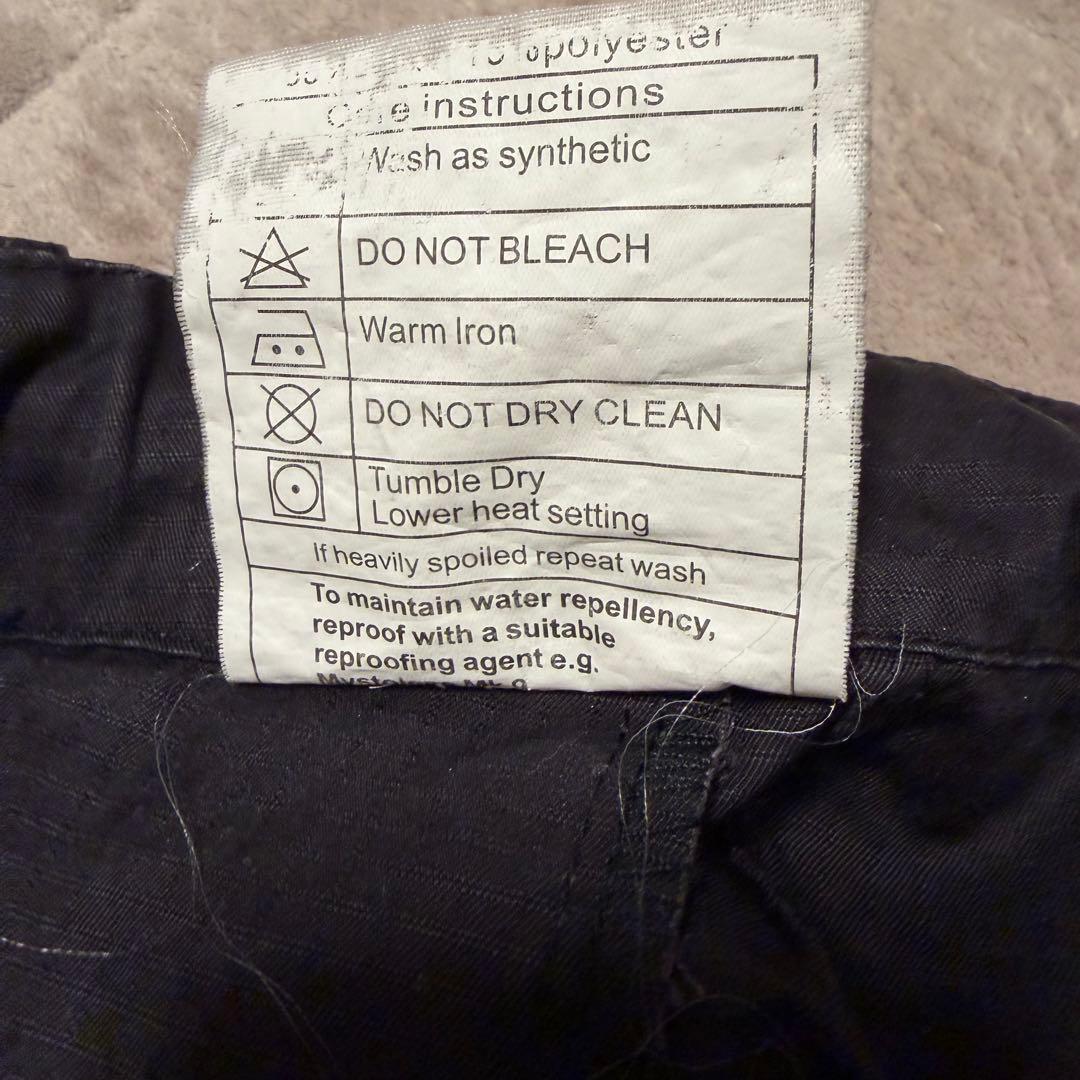 polyester
Care instructions
Wash as synthetic
DO NOT BLEACH
Warm Iron
DO NOT DRY CLEAN
Tumble Dry
Lower heat setting
If heavily spoiled repeat wash
To maintain water repellency,
reproof with a suitable
reproofing agent e.g.